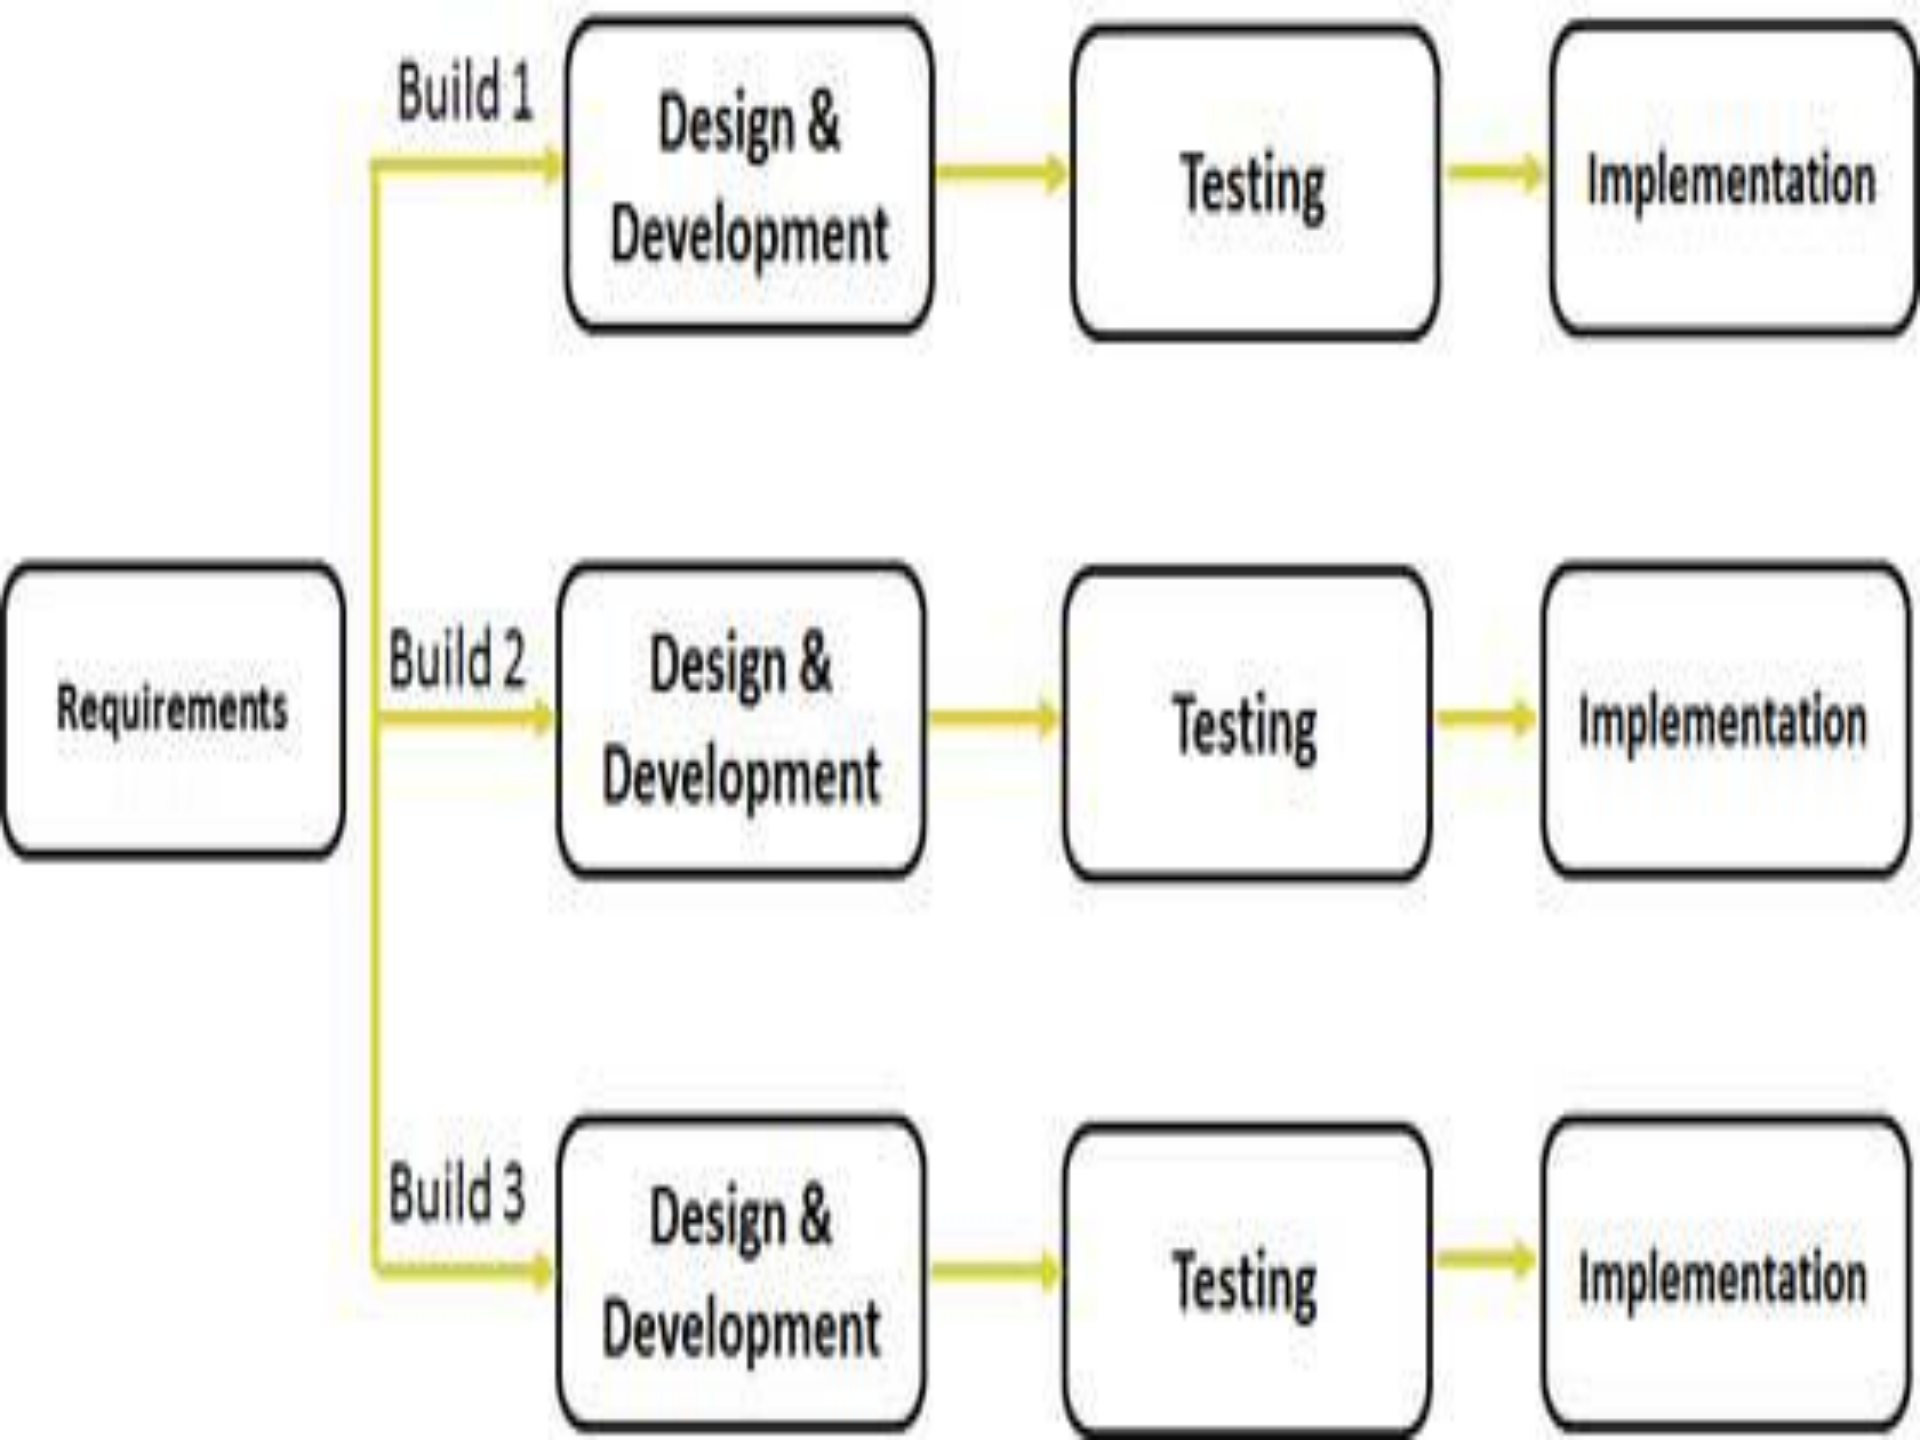 Build 1
Design &
Development
Testing
Implementation
Requirements
Build 2
Design &
Development
Testing
Implementation
Build 3
Design &
Development
Testing
Implementation